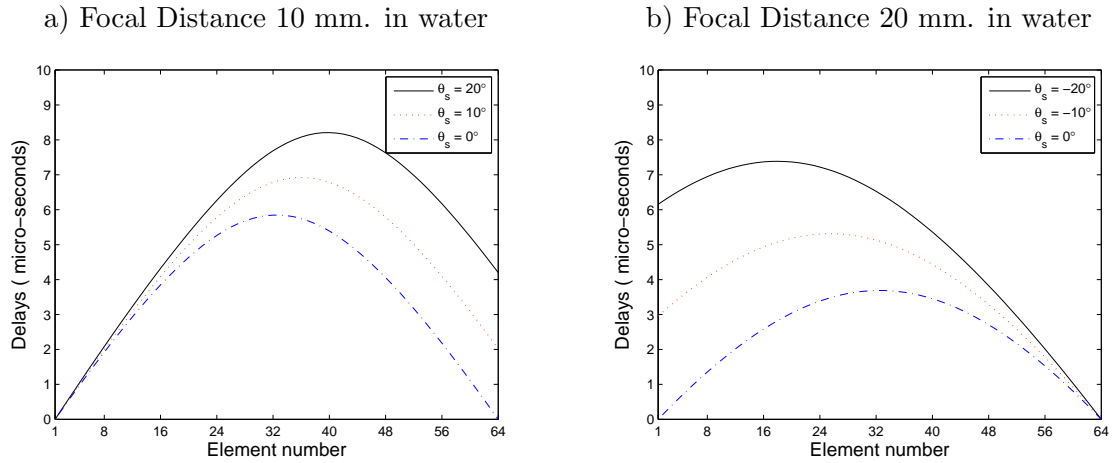 a) Focal Distance 10 mm. in water
10
9
8
7
6
5
4
3
2
1
0
Delays ( micro−seconds)
1 8 16 24 32 40 48 56 64
Element number
θs = 20°
θs = 10°
θs = 0°
b) Focal Distance 20 mm. in water
10
9
8
7
6
5
4
3
2
1
0
Delays ( micro−seconds)
1 8 16 24 32 40 48 56 64
Element number
θs = −20°
θs = −10°
θs = 0°